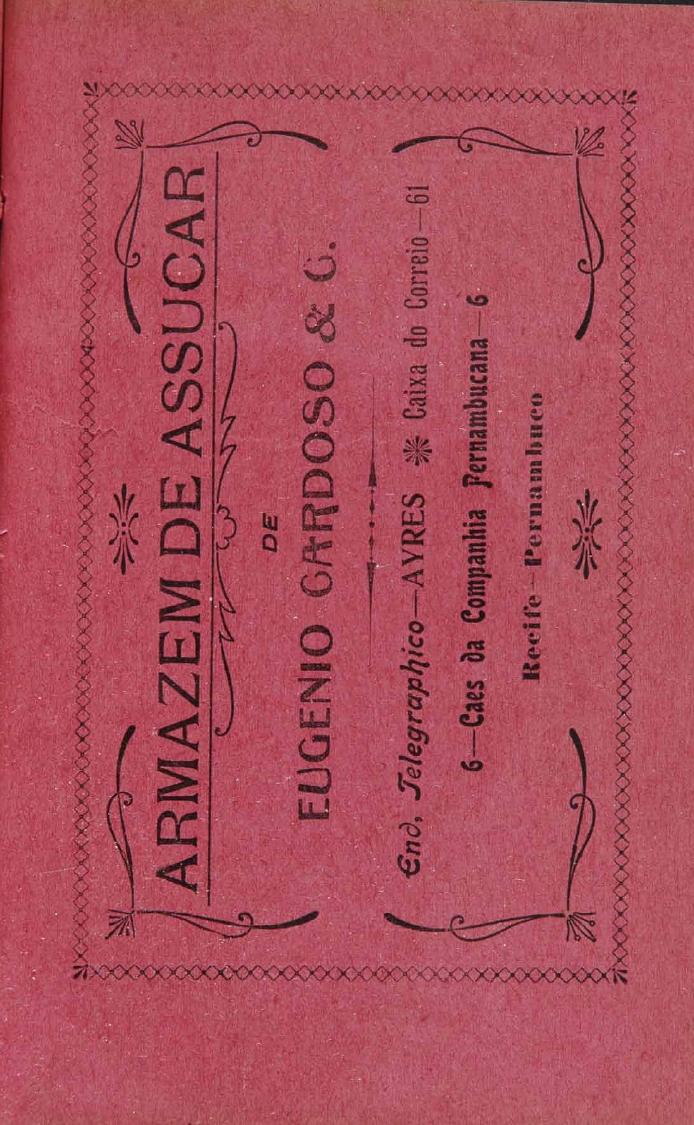 ARMAZEM DE ASSUCAR
DE
EUGENIO CARDOSO & C.
End, Telegraphico—AYRES ❋ Caixa do Correio—61
6—Caes da Companhia Pernambucana—6
Recife—Pernambuco